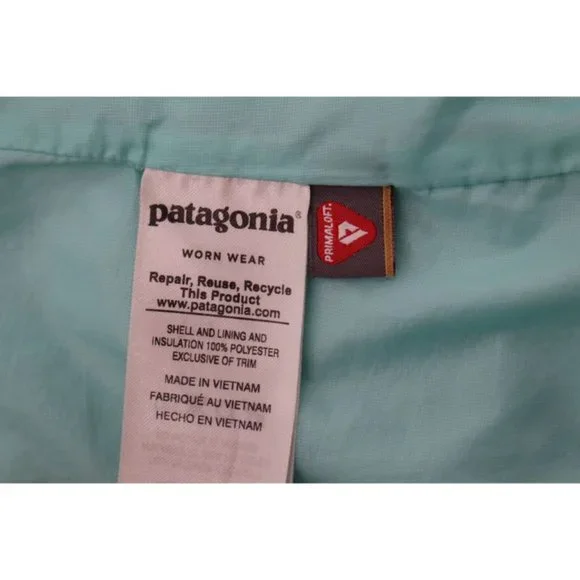 patagonia®
WORN WEAR
Repair, Reuse, Recycle
This Product
www.patagonia.com
SHELL AND LINING AND
INSULATION 100% POLYESTER
EXCLUSIVE OF TRIM
MADE IN VIETNAM
FABRIQUÉ AU VIETNAM
HECHO EN VIETNAM
PRIMALOFT.